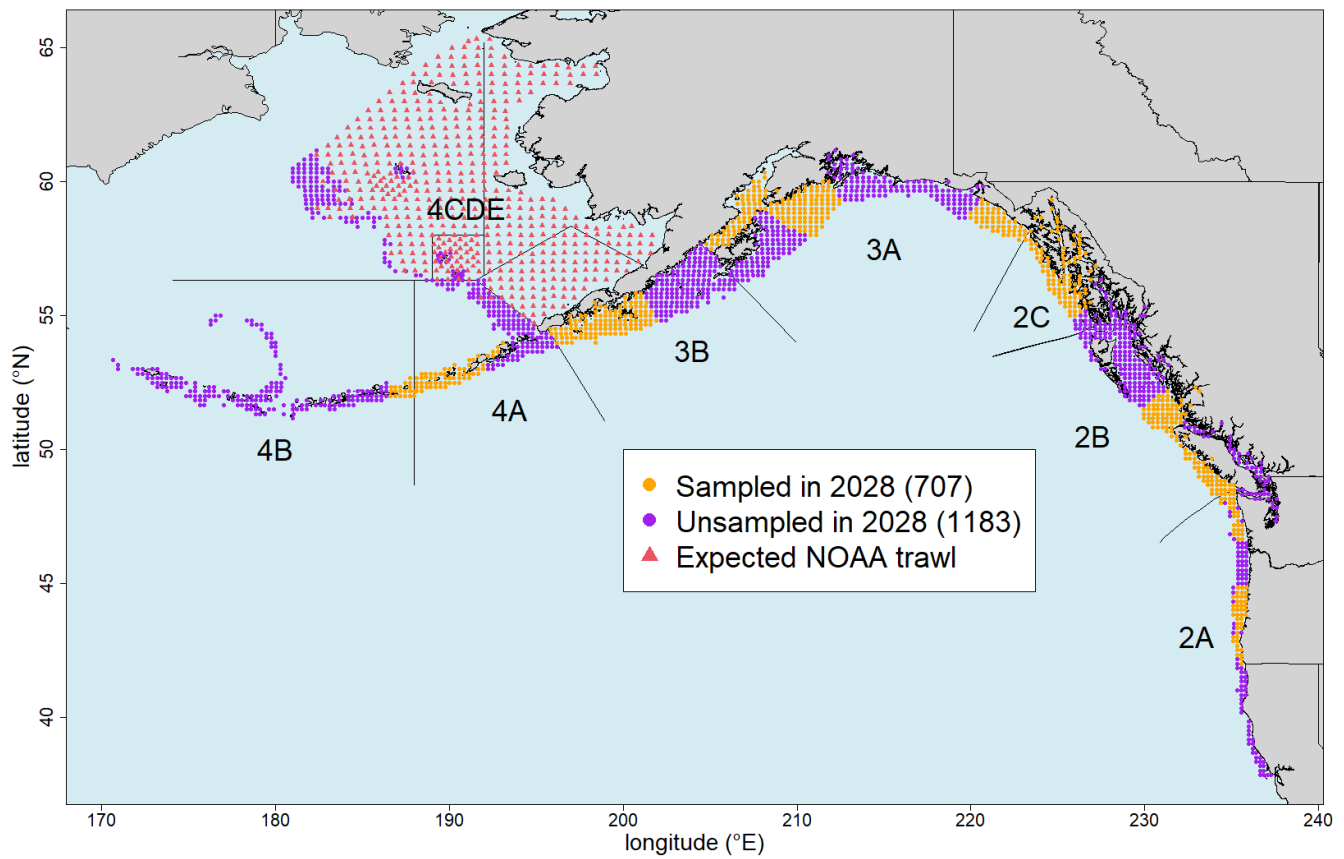 65
60
55
50
45
40
latitude (°N)
4CDE
3A
2C
3B
4A
2B
4B
2A
Sampled in 2028 (707)
Unsampled in 2028 (1183)
Expected NOAA trawl
170
180
190
200
210
220
230
240
longitude (°E)